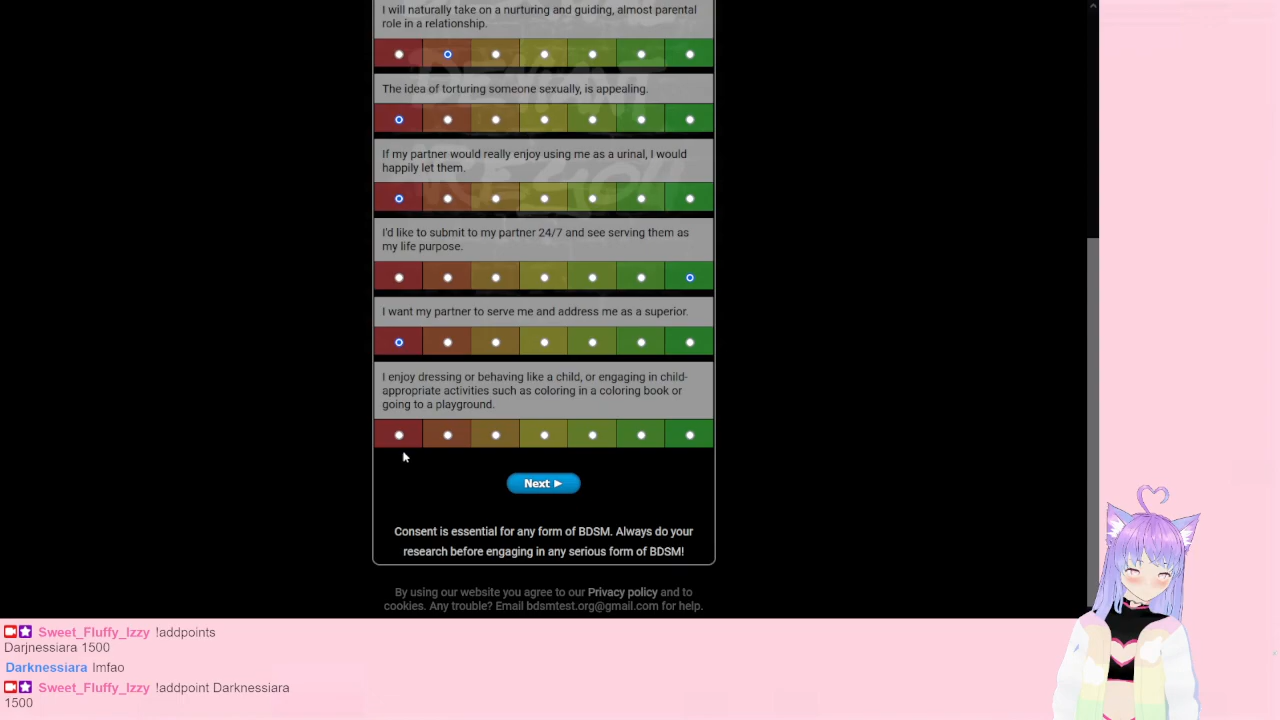 I will naturally take on a nurturing and guiding, almost parental
role in a relationship.
The idea of torturing someone sexually, is appealing.
If my partner would really enjoy using me as a urinal, I would
happily let them.
I'd like to submit to my partner 24/7 and see serving them as
my life purpose.
I want my partner to serve me and address me as a superior.
I enjoy dressing or behaving like a child, or engaging in child-
appropriate activities such as coloring in a coloring book or
going to a playground.
Next ►
Consent is essential for any form of BDSM. Always do your
research before engaging in any serious form of BDSM!
By using our website you agree to our Privacy policy and to
cookies. Any trouble? Email bdsmtest.org@gmail.com for help.
Sweet_Fluffy_Izzy !addpoints
Darjnessiara 1500
Darknessiara lmfao
Sweet_Fluffy_Izzy !addpoint Darknessiara
1500